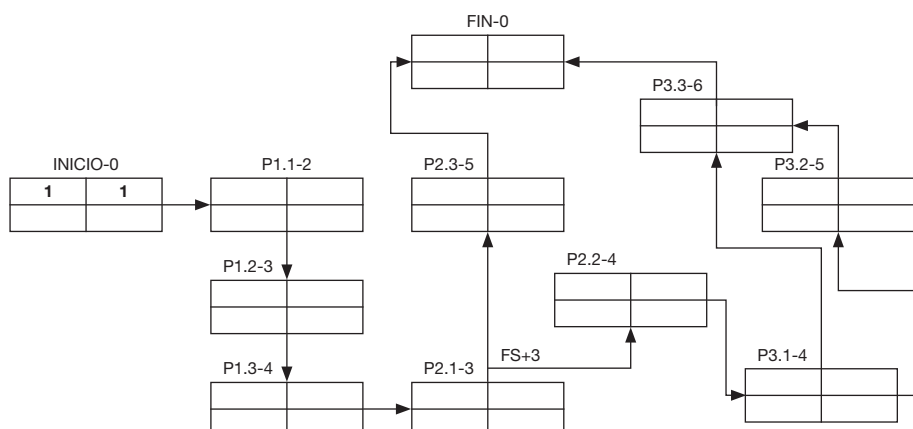 FIN-0
P3.3-6
INICIO-0
P1.1-2
P2.3-5
P3.2-5
1 1
P1.2-3
P2.2-4
FS+3
P1.3-4
P2.1-3
P3.1-4